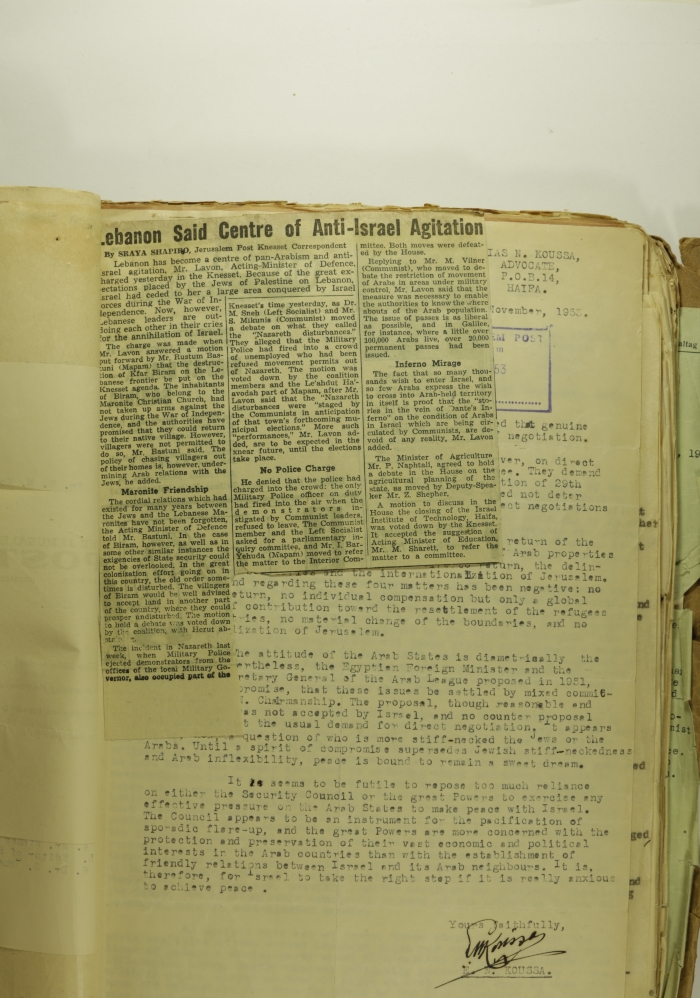 Lebanon Said Centre of Anti-Israel Agitation
By SRAYA SHAPIRO, Jerusalem Post Knesset Correspondent
Lebanon has become a centre of pan-Arabism and anti-
Israel agitation, Mr. Lavon, Acting-Minister of Defence,
charged yesterday in the Knesset. Because of the great ex-
pectations placed by the Jews of Palestine on Lebanon,
Israel had ceded to her a large area conquered by Israel
forces during the War of In-
dependence. Now, however,
Lebanese leaders are out-
doing each other in their cries
for the annihilation of Israel.
The charge was made when
Mr. Lavon answered a motion
put forward by Mr. Rustum Bas-
tuni (Mapam) that the destruc-
tion of Kfar Biram on the Le-
banese frontier be put on the
Knesset agenda. The inhabitants
of Biram, who belong to the
Maronite Christian Church, had
not taken up arms against the
Jews during the War of Indepen-
dence, and the authorities have
promised that they could return
to their native village. However,
villagers were not permitted to
do so, Mr. Bastuni said. The
policy of chasing villagers out
of their homes is, however, under-
mining Arab relations with the
Jews, he added.
Maronite Friendship
The cordial relations which had
existed for many years between
the Jews and the Lebanese Ma-
ronites have not been forgotten,
the Acting Minister of Defence
told Mr. Bastuni. In the case
of Biram, however, as well as in
some other similar instances the
exigencies of State security could
not be overlooked. In the great
colonization effort going on in
this country, the old order some-
times is disturbed. The villagers
of Biram would be well advised
to accept land in another part
of the country, where they could
prosper undisturbed. The motion
to hold a debate was voted down
by the coalition, with Herut ab-
The incident in Nazareth last
week, when Military Police
ejected demonstrators from the
offices of the local Military Go-
vernor, also occupied part of the
Knesset's time yesterday, as Dr.
M. Sneh (Left Socialist) and Mr.
S. Mikunis (Communist) moved
a debate on what they called
the "Nazareth disturbances."
They alleged that the Military
Police had fired into a crowd
of unemployed who had been
refused movement permits out
of Nazareth. The motion was
voted down by the coalition
members and the Le'ahdut Ha'-
avodah part of Mapam, after Mr.
Lavon said that the "Nazareth
disturbances "were staged by
the Communists in anticipation
of that town's forthcoming mu-
nicipal elections." More such
"performances," Mr. Lavon ad-
ded, are to be expected in the
near future, until the elections
take place.
No Police Charge
He denied that the police had
charged into the crowd: the only
Military Police officer on duty
had fired into the air when the
demonstrators in-
stigated by Communist leaders,
refused to leave. The Communist
member and the Left Socialist
asked for a parliamentary in-
quiry committee, and Mr. I. Bar-
Yehuda (Mapam) moved to refer
the matter to the Interior Com-
mittee. Both moves were defeat-
ed by the House.
Replying to Mr. M. Vilner
(Communist), who moved to de-
bate the restriction of movement
of Arabs in areas under military
control, Mr. Lavon said that the
measure was necessary to enable
the authorities to know the where
abouts of the Arab population.
The issue of passes is as liberal
as possible, and in Galilee,
for instance, where a little over
100,000 Arabs live, over 20,000
permanent passes had been
issued.
Inferno Mirage
The fact that so many thou-
sands wish to enter Israel, and
so few Arabs express the wish
to cross into Arab-held territory
in itself is proof that the "sto-
ries in the vein of Dante's In-
ferno" on the condition of Arabs
in Israel which are being cir-
culated by Communists, are de-
void of any reality, Mr. Lavon
added.
The Minister of Agriculture
Mr. P. Naphtali, agreed to hold
a debate in the House on the
agricultural planning of the
state, as moved by Deputy-Spea-
ker Mr. Z. Shepher.
A motion to discuss in the
House the closing of the Israel
Institute of Technology, Haifa,
was voted down by the Knesset.
It accepted the suggestion of
Acting Minister of Education,
Mr. M. Sharett, to refer the
matter to a committee.
IAS N. KOUSSA,
ADVOCATE,
P.O.B.14,
HAIFA.
November, 1953.
M POST
53
that genuine
negotiation.
ver, on direct
ce. They demand
tion of 29th
ed not deter
ect negotiations
return of the
Arab properties
turn, the delin-
and the internationalization of Jerusalem.
nd regarding these four matters has been negative: no
eturn, no individual compensation but only a global
contribution toward the resettlement of the refugees
ries, no material change of the boundaries, and no
lization of Jerusalem.
he attitude of the Arab States is diametrically the
ertheless, the Egyptian Foreign Minister and the
retary General of the Arab League proposed in 1951,
promise, that these issues be settled by mixed commit-
. Chairmanship. The proposal, though reasonable and
as not accepted by Israel, and no counter proposal
t the usual demand for direct negotiation. It appears
question of who is more stiff-necked the Jews or the
Arabs. Until a spirit of compromise supersedes Jewish stiff-neckedness
and Arab inflexibility, peace is bound to remain a sweet dream.
It seems to be futile to repose too much reliance
on either the Security Council or the great Powers to exercise any
effective pressure on the Arab States to make peace with Israel.
The Council appears to be an instrument for the pacification of
sporadic flare-up, and the great Powers are more concerned with the
protection and preservation of their vast economic and political
interests in the Arab countries than with the establishment of
friendly relations between Israel and its Arab neighbours. It is,
therefore, for Israel to take the right step if it is really anxious
to achieve peace .
Yours faithfully,
KOUSSA.